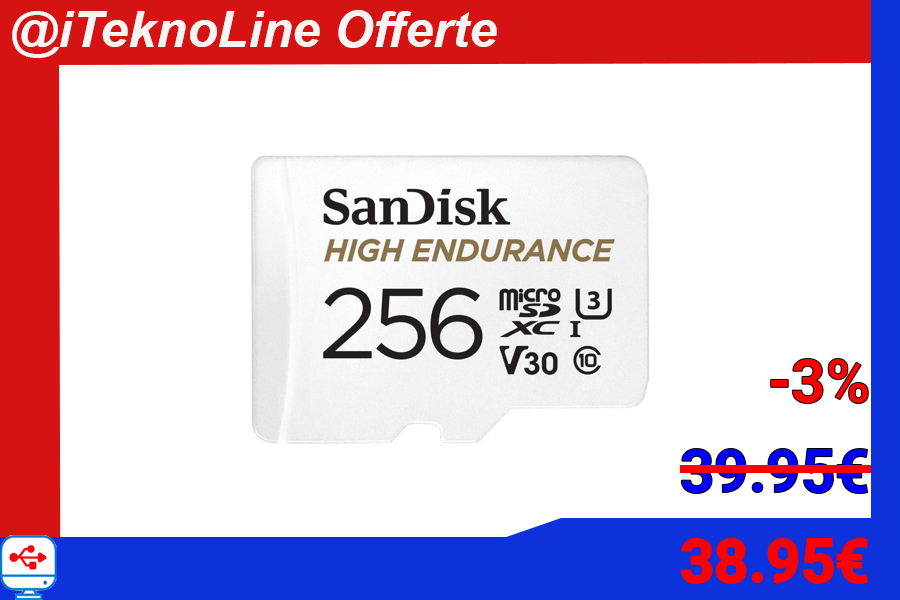 @iTeknoLine Offerte
SanDisk
HIGH ENDURANCE
256
micro
SD
XC I
U3
V30
10
-3%
39.95€
38.95€